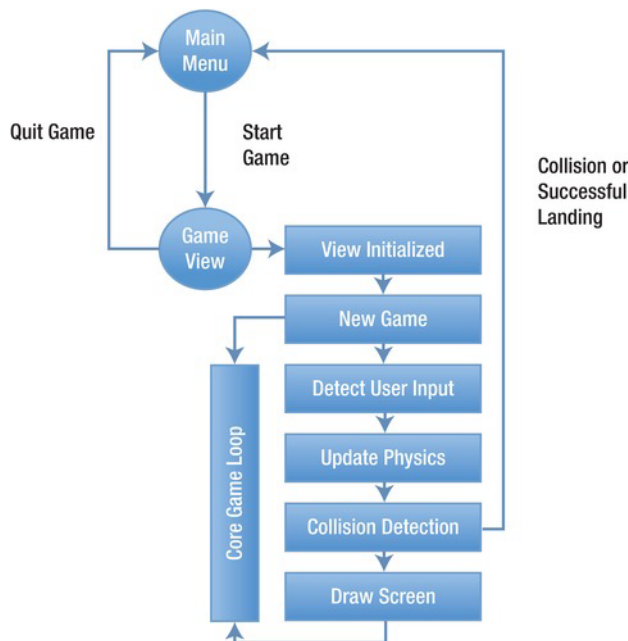 Main
Menu
Quit Game
Start
Game
Collision or
Successful
Landing
Game
View
View Initialized
New Game
Detect User Input
Update Physics
Core Game Loop
Collision Detection
Draw Screen